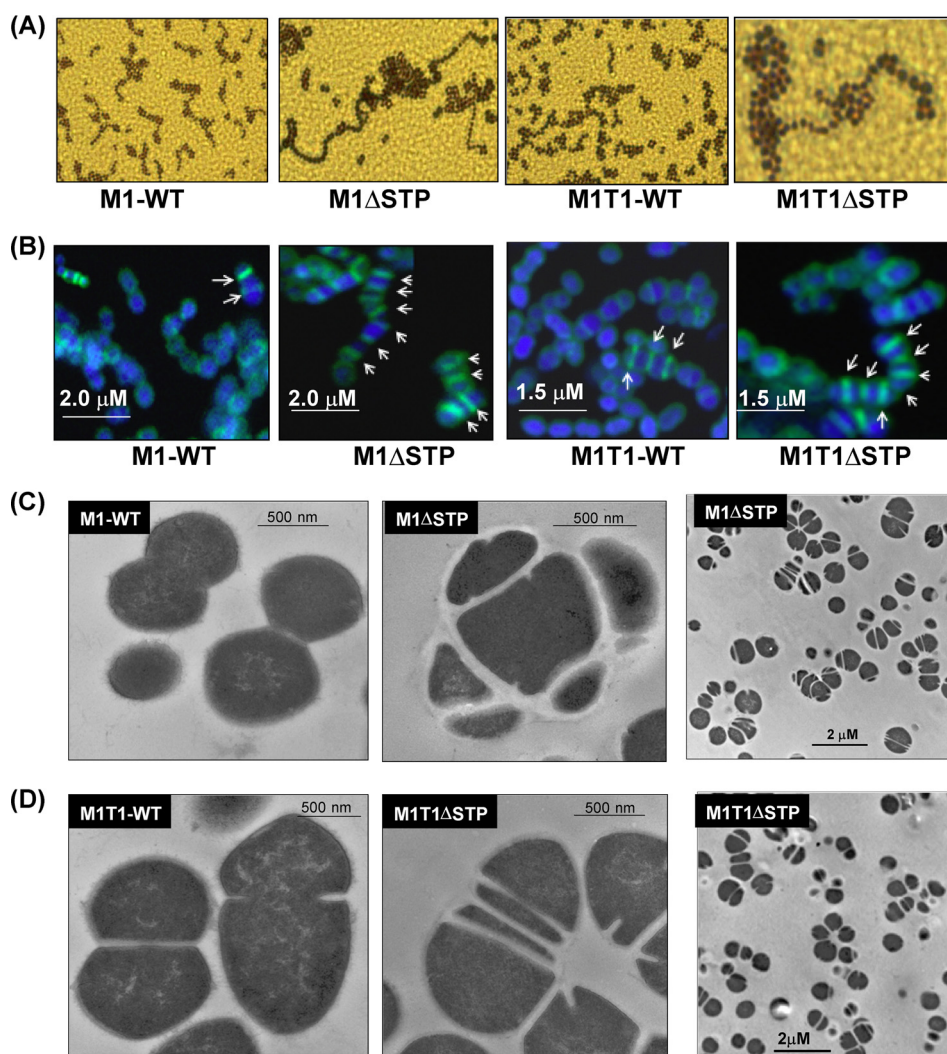 (A)
M1-WT
M1ΔSTP
M1T1-WT
M1T1ΔSTP
(B)
2.0 μM
2.0 μM
1.5 μM
1.5 μM
M1-WT
M1ΔSTP
M1T1-WT
M1T1ΔSTP
(C)
M1-WT
500 nm
M1ΔSTP
500 nm
M1ΔSTP
2 μM
(D)
M1T1-WT
500 nm
M1T1ΔSTP
500 nm
M1T1ΔSTP
2μM